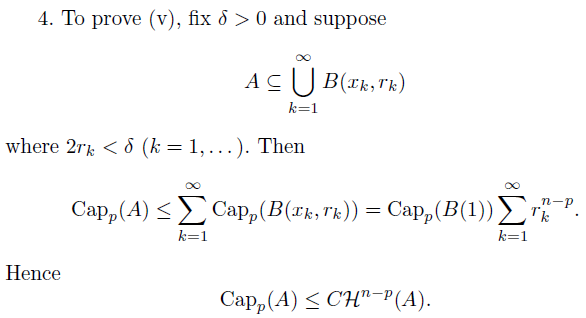 4. To prove (v), fix δ > 0 and suppose
A ⊆ ⋃_{k=1}^{∞} B(x_k, r_k)
where 2r_k < δ (k = 1, . . . ). Then
Cap_p(A) ≤ ∑_{k=1}^{∞} Cap_p(B(x_k, r_k)) = Cap_p(B(1)) ∑_{k=1}^{∞} r_k^{n−p}.
Hence
Cap_p(A) ≤ Cℋ^{n−p}(A).